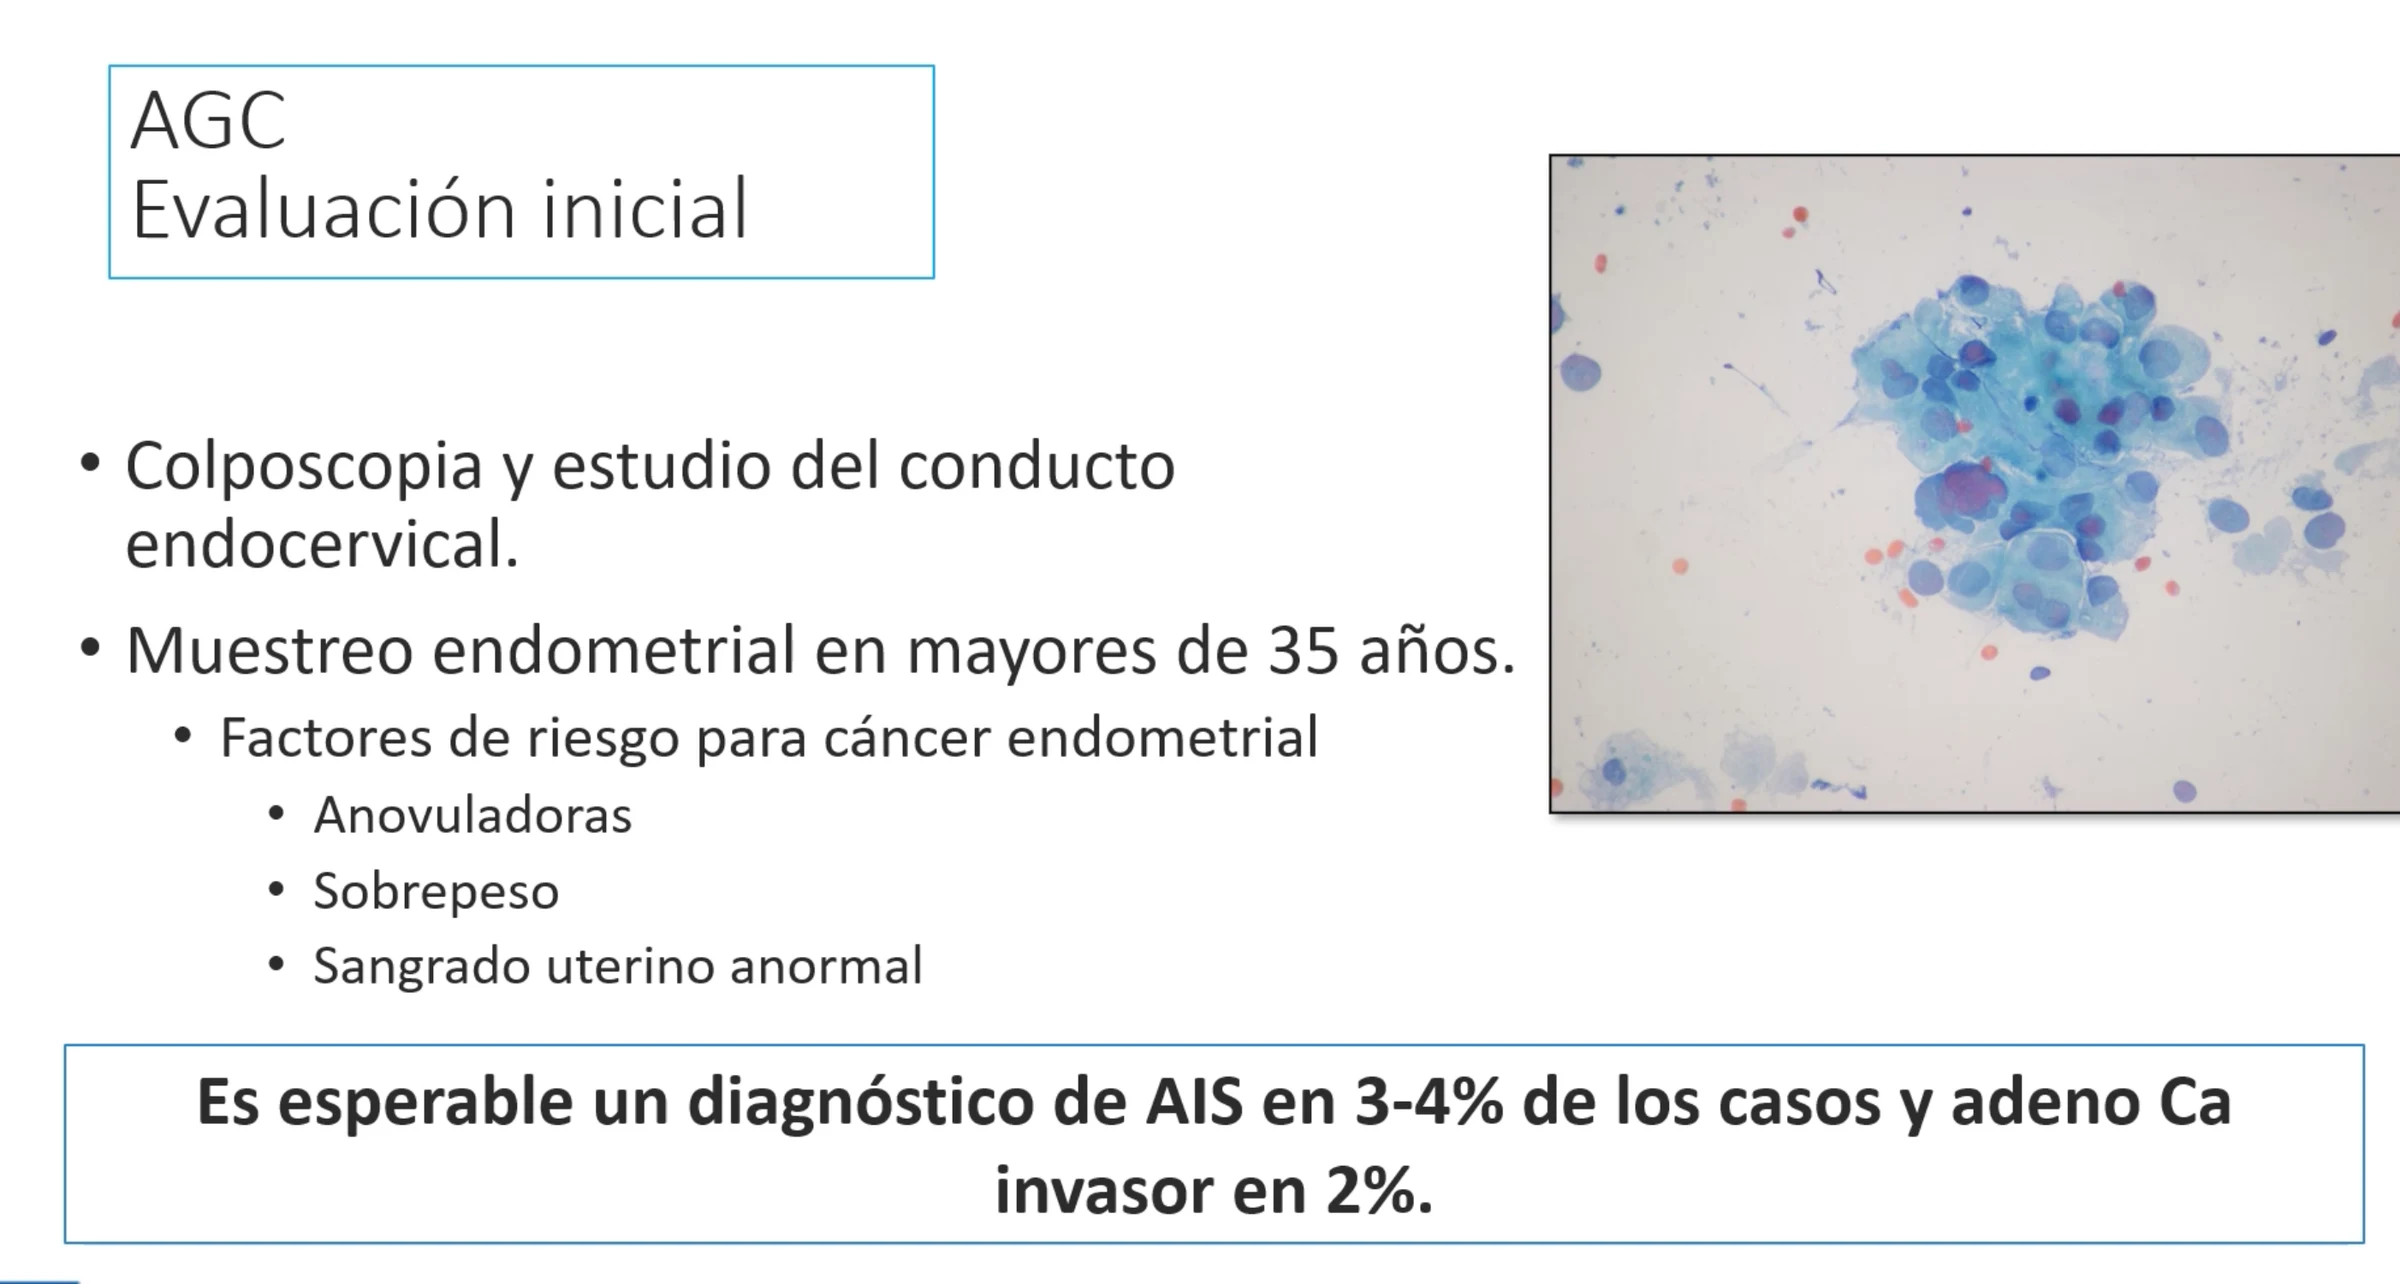 AGC
Evaluación inicial
• Colposcopia y estudio del conducto
endocervical.
• Muestreo endometrial en mayores de 35 años.
• Factores de riesgo para cáncer endometrial
• Anovuladoras
• Sobrepeso
• Sangrado uterino anormal
Es esperable un diagnóstico de AIS en 3-4% de los casos y adeno Ca
invasor en 2%.